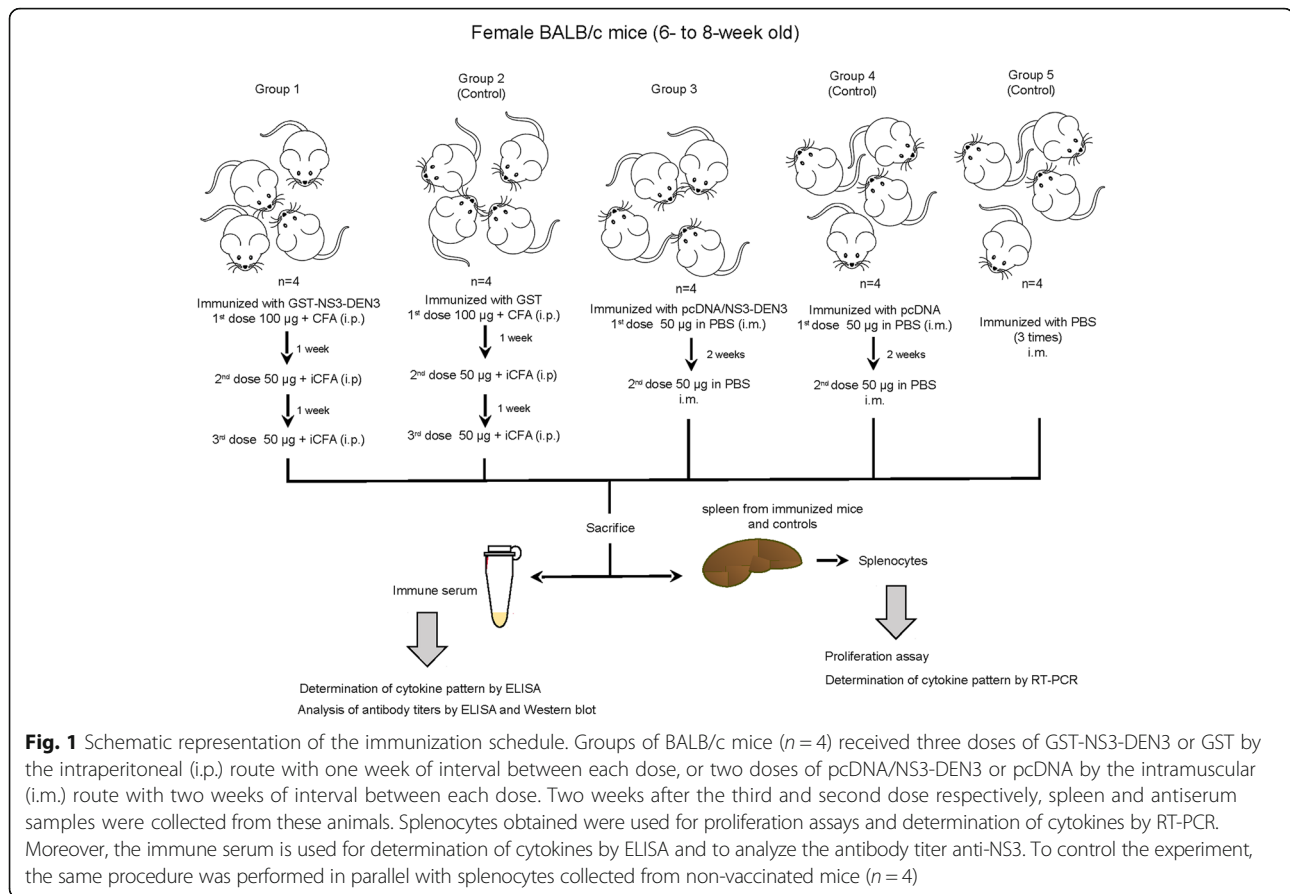 Female BALB/c mice (6- to 8-week old)
Group 1
Group 2
(Control)
Group 3
Group 4
(Control)
Group 5
(Control)
n=4
n=4
n=4
n=4
n=4
Immunized with GST-NS3-DEN3
1st dose 100 µg + CFA (i.p.)
1 week
2nd dose 50 µg + iCFA (i.p)
1 week
3rd dose 50 µg + iCFA (i.p.)
Immunized with GST
1st dose 100 µg + CFA (i.p.)
1 week
2nd dose 50 µg + iCFA (i.p)
1 week
3rd dose 50 µg + iCFA (i.p.)
Immunized with pcDNA/NS3-DEN3
1st dose 50 µg in PBS (i.m.)
2 weeks
2nd dose 50 µg in PBS
i.m.
Immunized with pcDNA
1st dose 50 µg in PBS (i.m.)
2 weeks
2nd dose 50 µg in PBS
i.m.
Immunized with PBS
(3 times)
i.m.
Sacrifice
spleen from immunized mice
and controls
Immune serum
Splenocytes
Determination of cytokine pattern by ELISA
Analysis of antibody titers by ELISA and Western blot
Proliferation assay
Determination of cytokine pattern by RT-PCR
Fig. 1 Schematic representation of the immunization schedule. Groups of BALB/c mice (n = 4) received three doses of GST-NS3-DEN3 or GST by
the intraperitoneal (i.p.) route with one week of interval between each dose, or two doses of pcDNA/NS3-DEN3 or pcDNA by the intramuscular
(i.m.) route with two weeks of interval between each dose. Two weeks after the third and second dose respectively, spleen and antiserum
samples were collected from these animals. Splenocytes obtained were used for proliferation assays and determination of cytokines by RT-PCR.
Moreover, the immune serum is used for determination of cytokines by ELISA and to analyze the antibody titer anti-NS3. To control the experiment,
the same procedure was performed in parallel with splenocytes collected from non-vaccinated mice (n = 4)